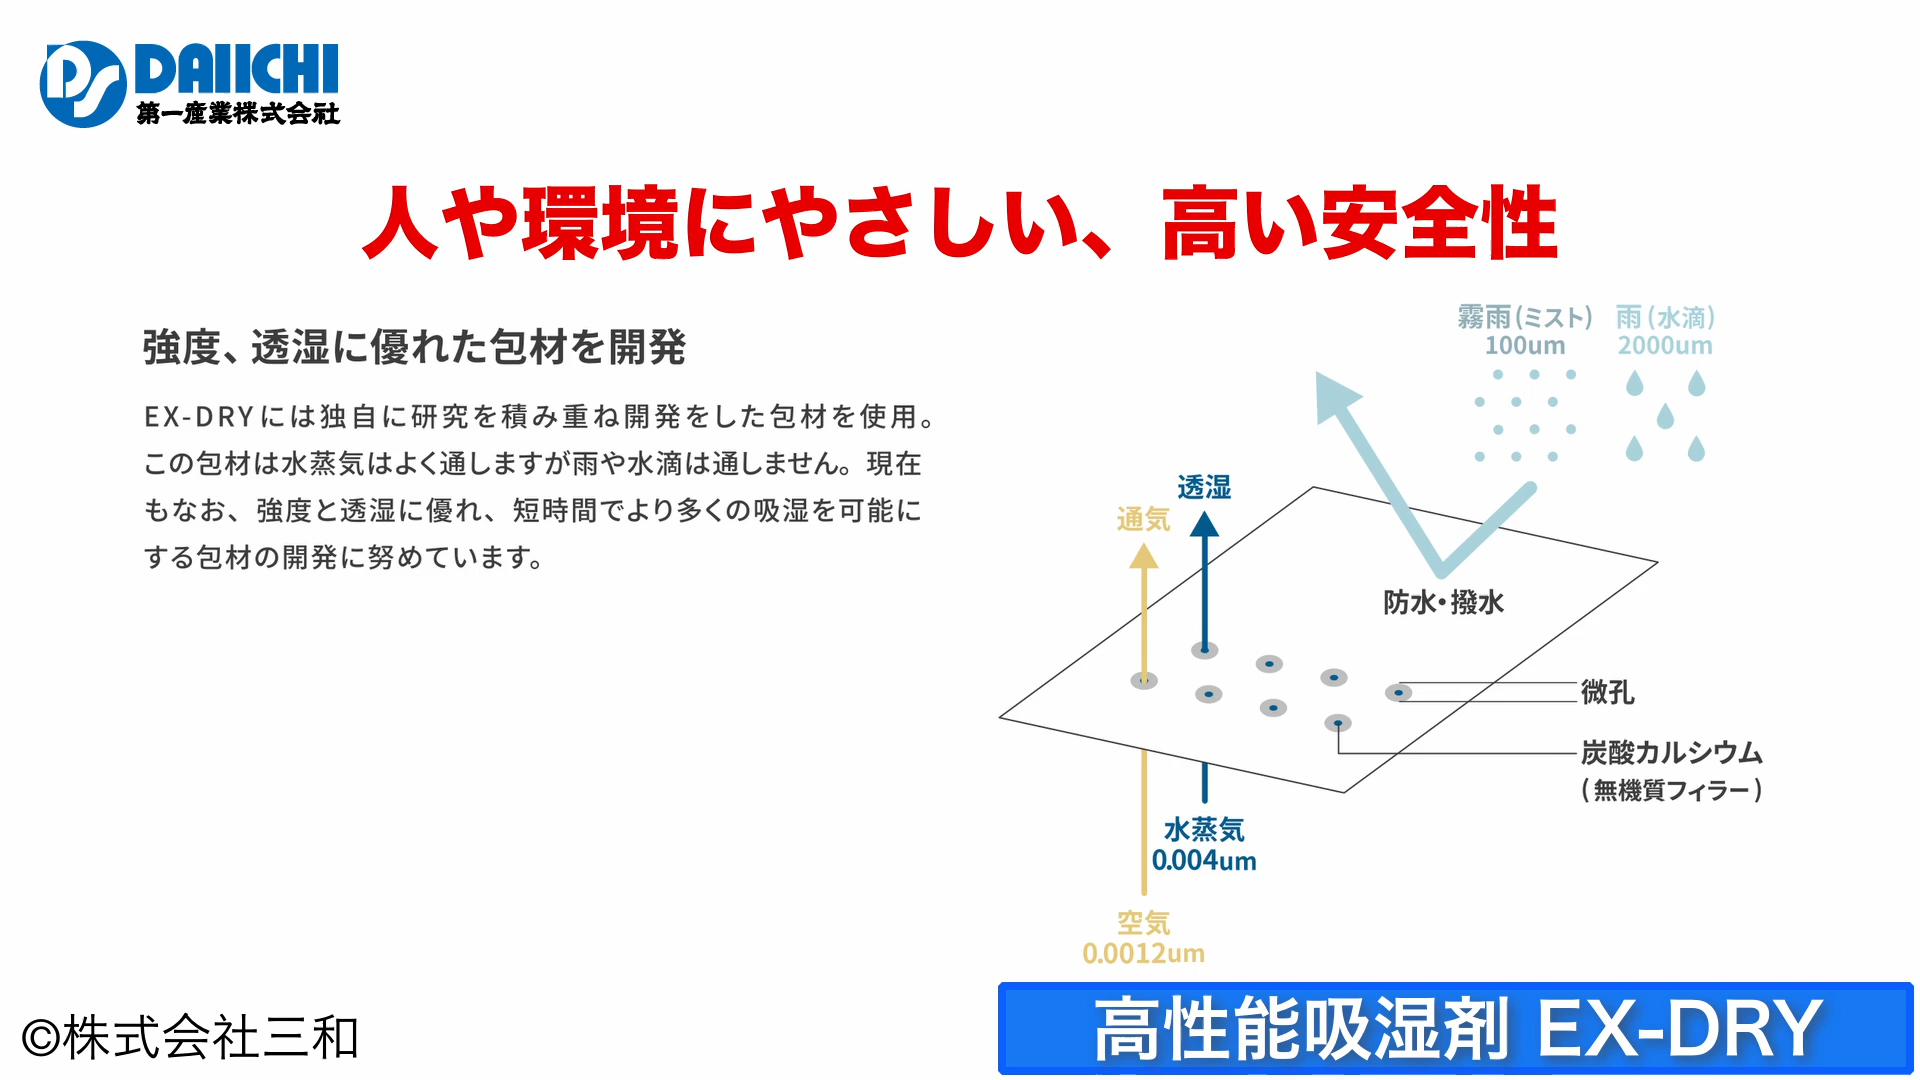 DAIICHI
第一産業株式会社
人や環境にやさしい、高い安全性
強度、透湿に優れた包材を開発
EX-DRYには独自に研究を積み重ね開発をした包材を使用。
この包材は水蒸気はよく通しますが雨や水滴は通しません。現在
もなお、強度と透湿に優れ、短時間でより多くの吸湿を可能に
する包材の開発に努めています。
霧雨(ミスト)
100um
雨(水滴)
2000um
透湿
通気
防水・撥水
微孔
炭酸カルシウム
(無機質フィラー)
水蒸気
0.004um
空気
0.0012um
©株式会社三和
高性能吸湿剤 EX-DRY